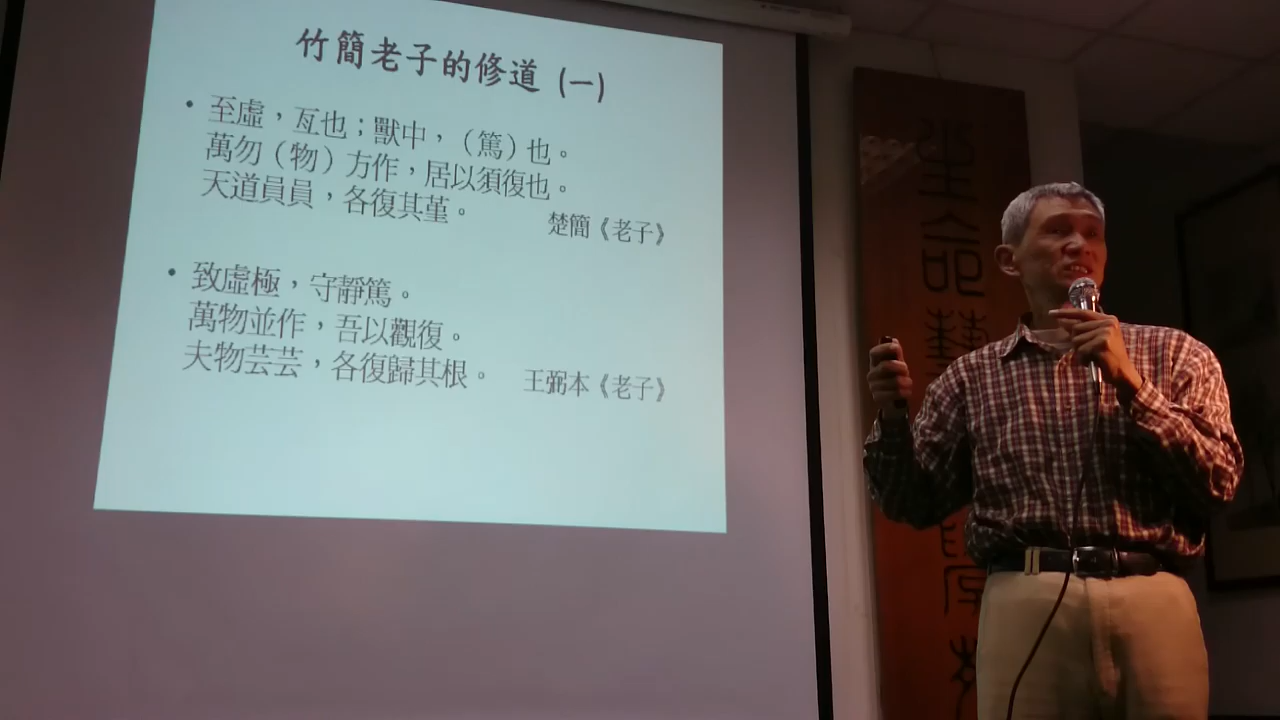 竹簡老子的修道 (一)
• 至虛，亙也；獸中，（篤）也。
萬勿（物）方作，居以須復也。
天道員員，各復其堇。 楚簡《老子》
• 致虛極，守靜篤。
萬物並作，吾以觀復。
夫物芸芸，各復歸其根。 王弼本《老子》
命